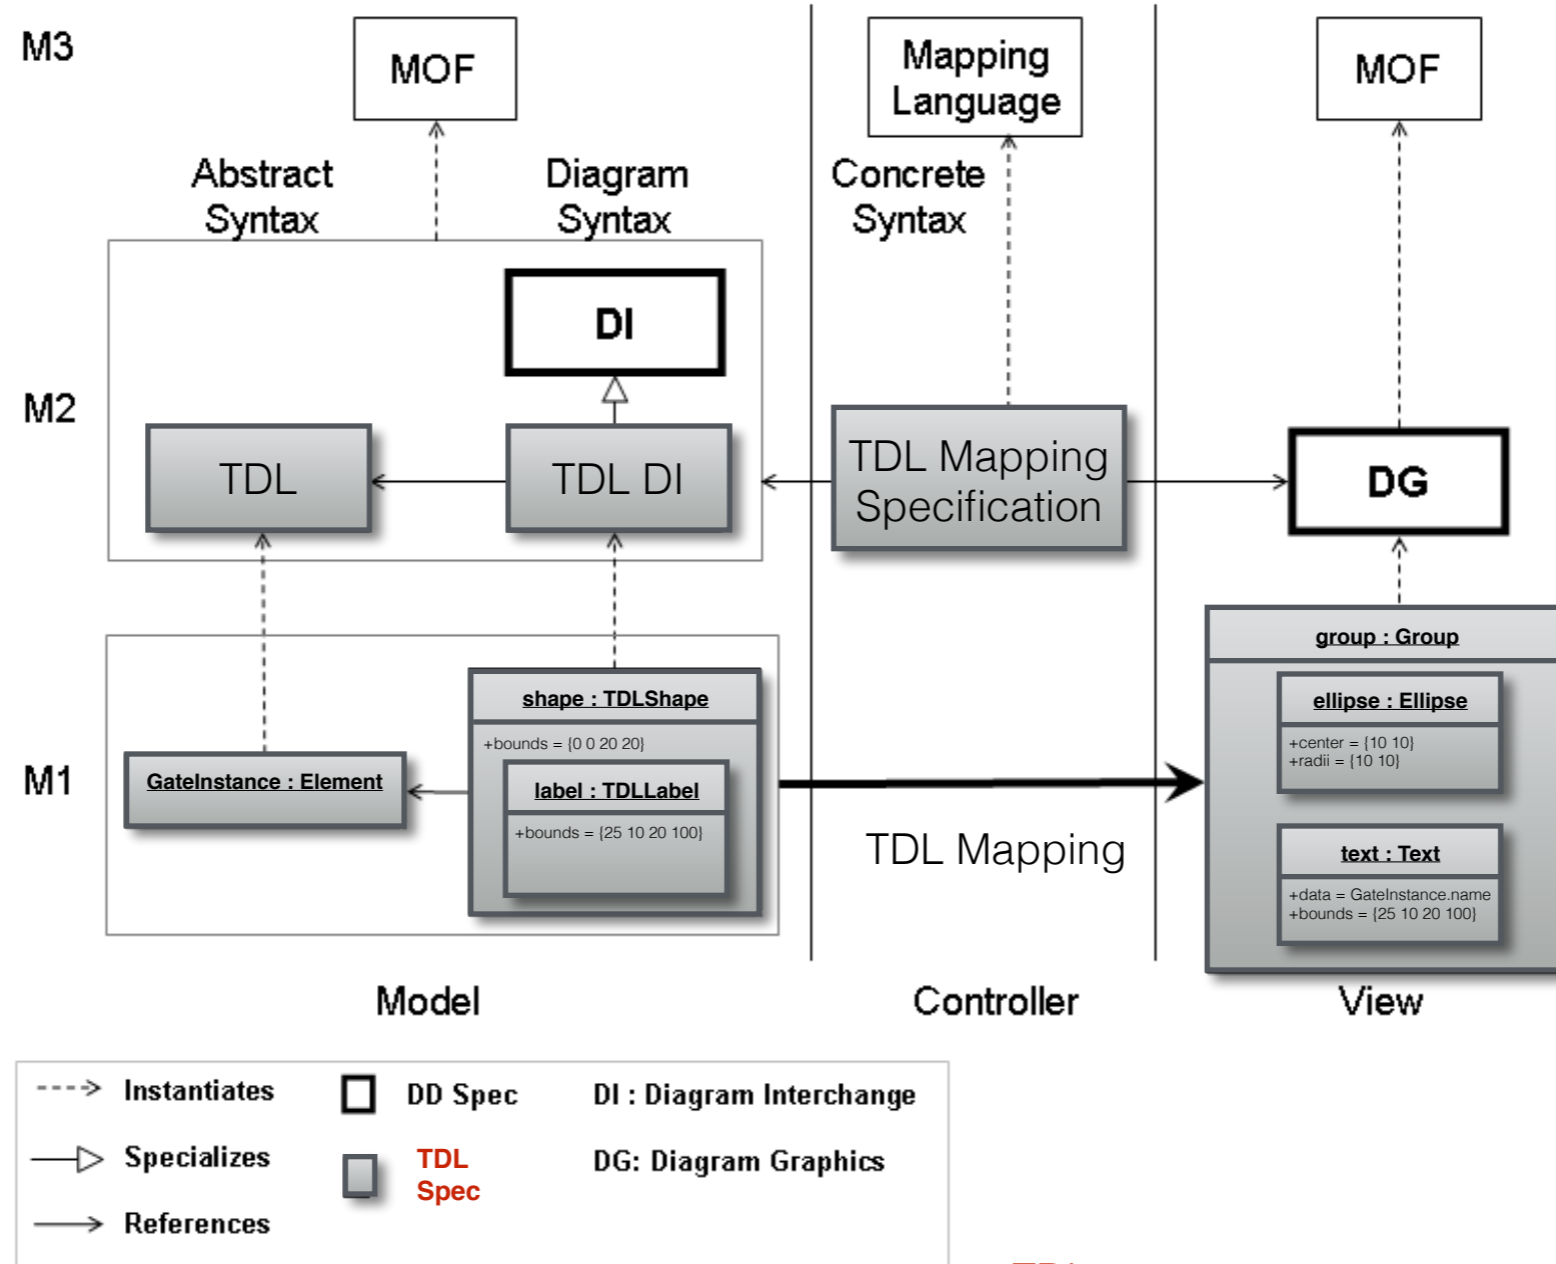 M3
MOF
Mapping
Language
MOF
Abstract
Syntax
Diagram
Syntax
Concrete
Syntax
DI
M2
TDL
TDL DI
TDL Mapping
Specification
DG
group : Group
shape : TDLShape
+bounds = {0 0 20 20}
ellipse : Ellipse
+center = {10 10}
+radii = {10 10}
M1
GateInstance : Element
label : TDLLabel
+bounds = {25 10 20 100}
TDL Mapping
text : Text
+data = GateInstance.name
+bounds = {25 10 20 100}
Model
Controller
View
Instantiates
DD Spec
DI : Diagram Interchange
Specializes
TDL
Spec
DG: Diagram Graphics
References